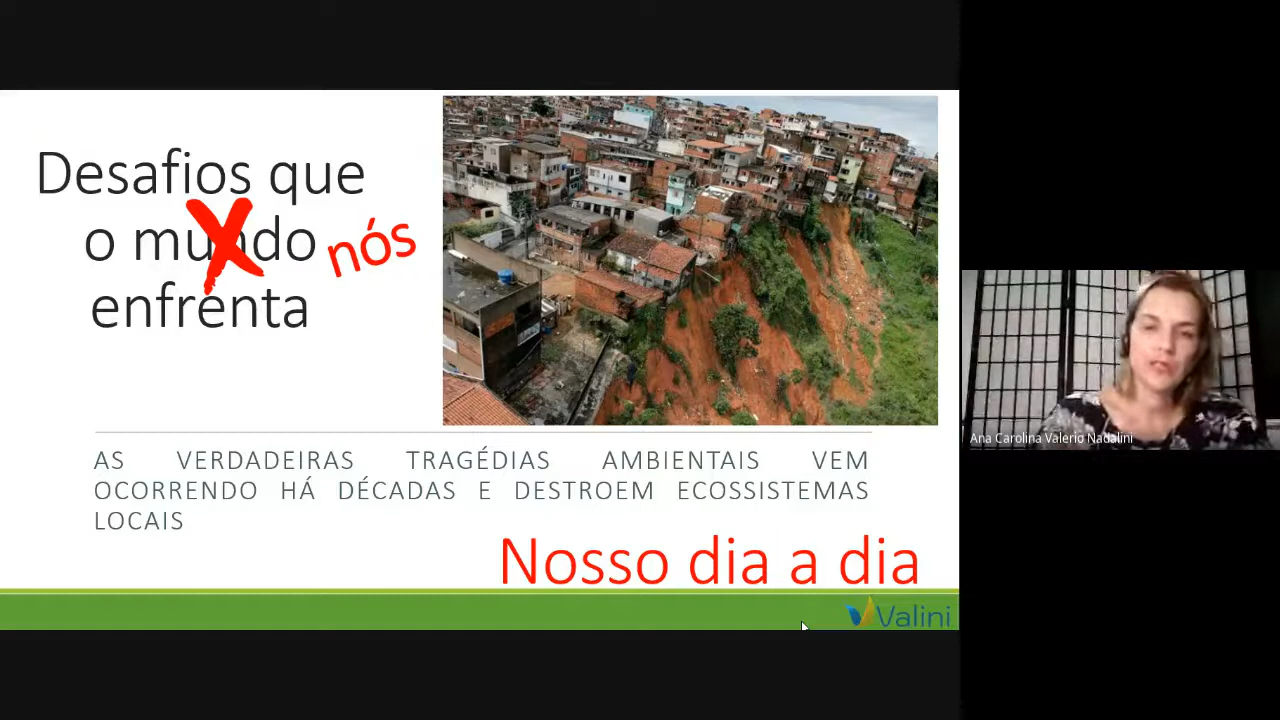 Desafios que
o mundo nós
enfrenta
AS VERDADEIRAS TRAGÉDIAS AMBIENTAIS VEM
OCORRENDO HÁ DÉCADAS E DESTROEM ECOSSISTEMAS
LOCAIS
Nosso dia a dia
Valini
Ana Carolina Valerio Nadalini